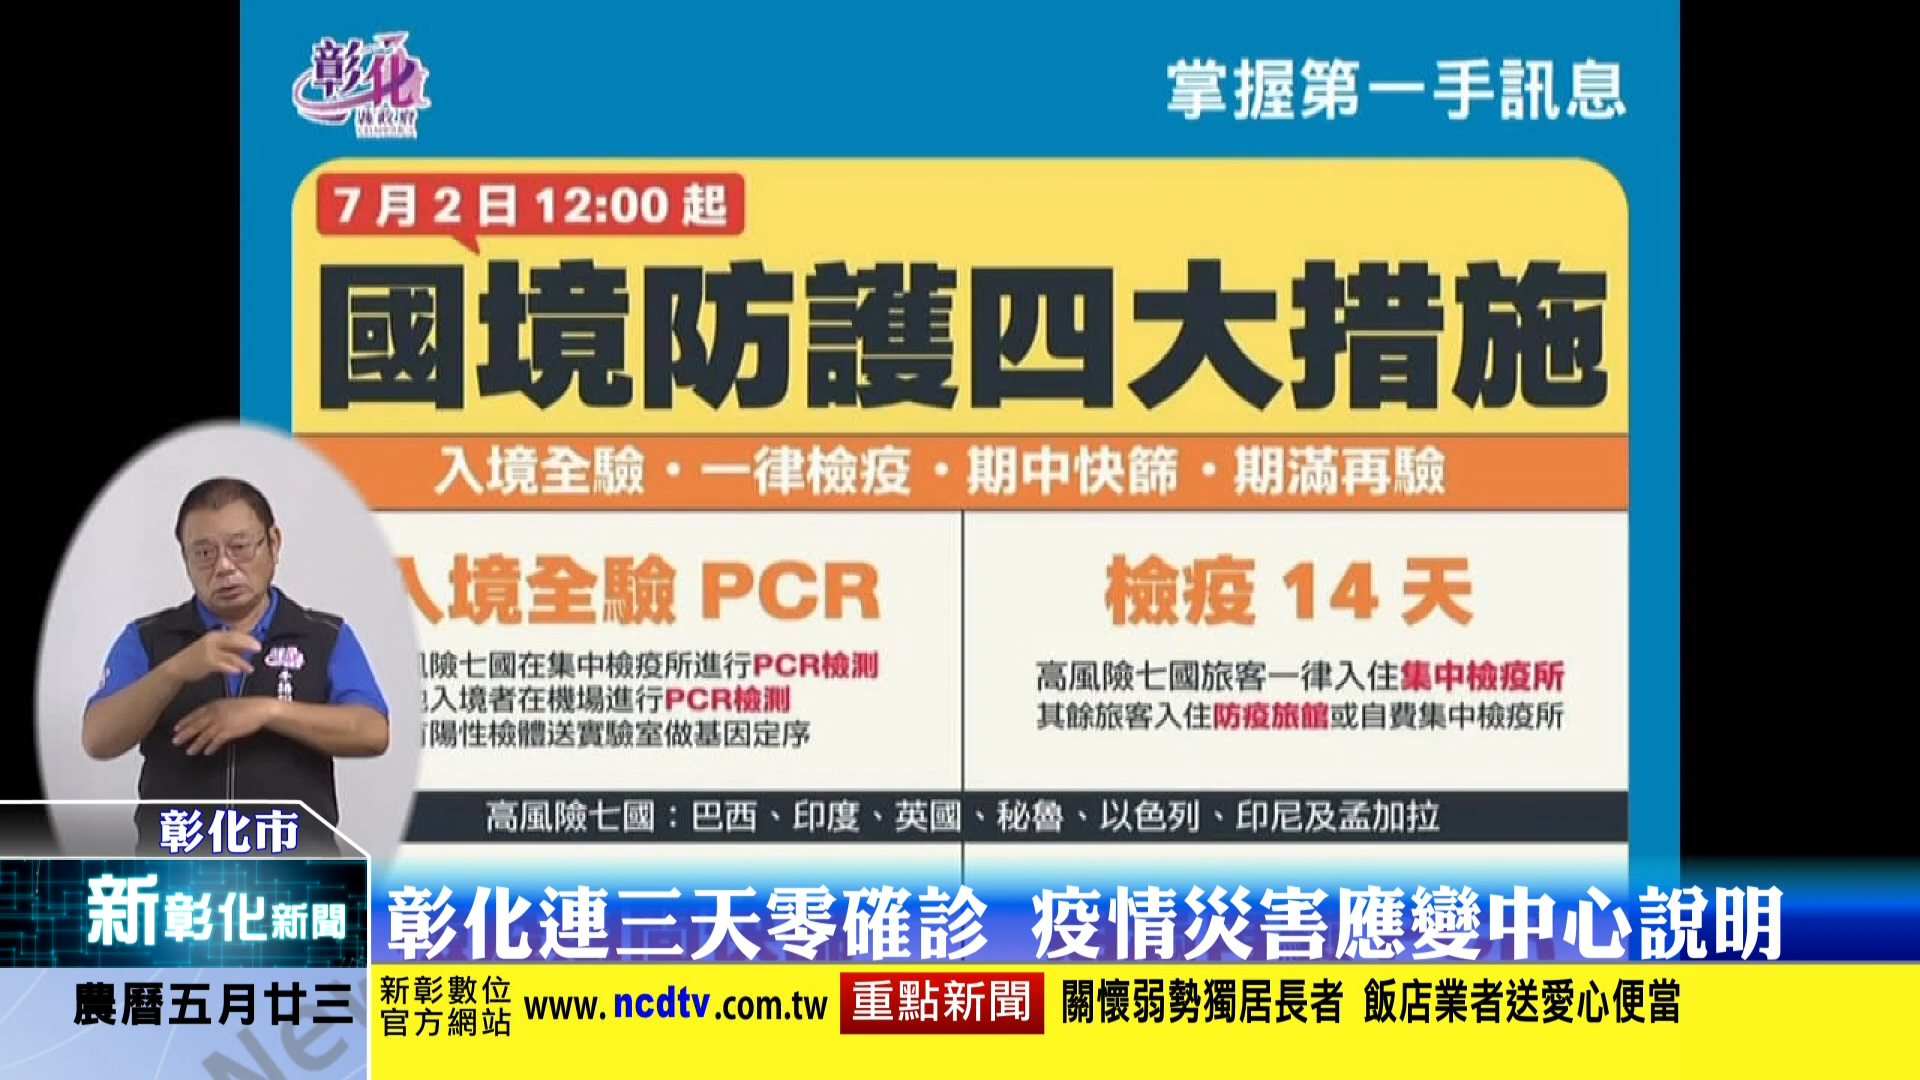 彰化
縣政府
掌握第一手訊息
7月2日12:00起
國境防護四大措施
入境全驗・一律檢疫・期中快篩・期滿再驗
入境全驗 PCR
險七國在集中檢疫所進行PCR檢測
入境者在機場進行PCR檢測
陽性檢體送實驗室做基因定序
檢疫 14 天
高風險七國旅客一律入住集中檢疫所
其餘旅客入住防疫旅館或自費集中檢疫所
高風險七國：巴西、印度、英國、秘魯、以色列、印尼及孟加拉
彰化市
新彰化新聞
彰化連三天零確診 疫情災害應變中心說明
農曆五月廿三
新彰數位
官方網站
www.ncdtv.com.tw
重點新聞
關懷弱勢獨居長者 飯店業者送愛心便當